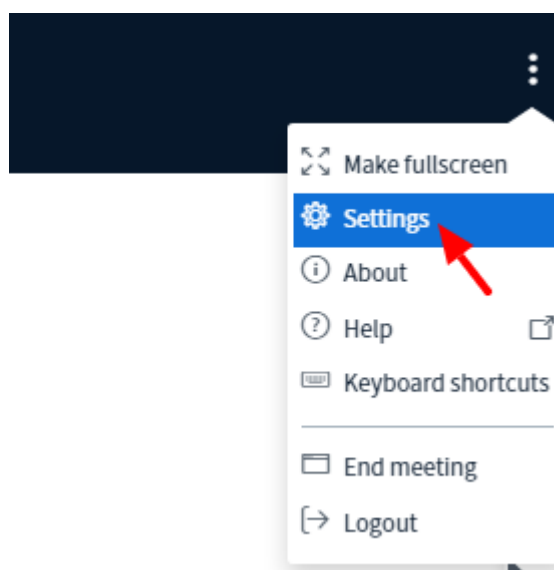 Make fullscreen
Settings
About
Help
Keyboard shortcuts
End meeting
Logout